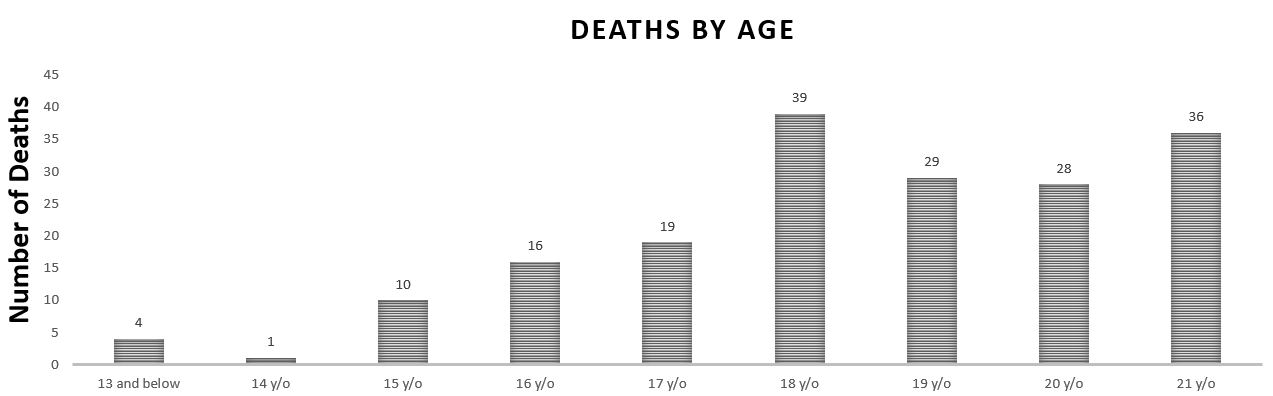 DEATHS BY AGE
Number of Deaths
45
40
35
30
25
20
15
10
5
0
4
1
10
16
19
39
29
28
36
13 and below
14 y/o
15 y/o
16 y/o
17 y/o
18 y/o
19 y/o
20 y/o
21 y/o